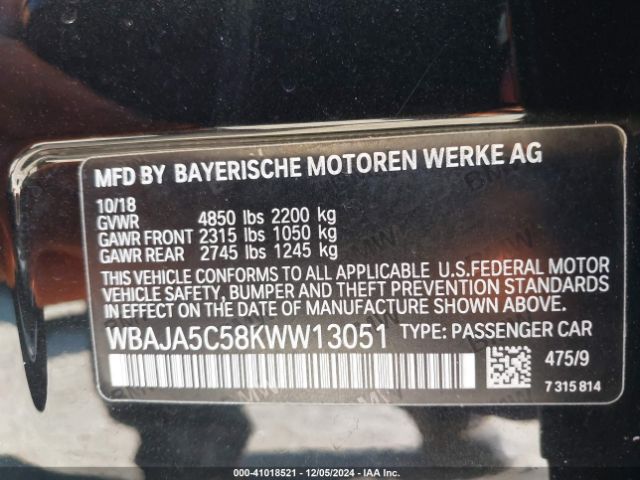 MFD BY BAYERISCHE MOTOREN WERKE AG
10/18
GVWR 4850 lbs 2200 kg
GAWR FRONT 2315 lbs 1050 kg
GAWR REAR 2745 lbs 1245 kg
THIS VEHICLE CONFORMS TO ALL APPLICABLE U.S.FEDERAL MOTOR
VEHICLE SAFETY, BUMPER AND THEFT PREVENTION STANDARDS
IN EFFECT ON THE DATE OF MANUFACTURE SHOWN ABOVE.
WBAJA5C58KWW13051 TYPE: PASSENGER CAR
475/9
7 315 814
000-41018521 - 12/05/2024 - IAA Inc.